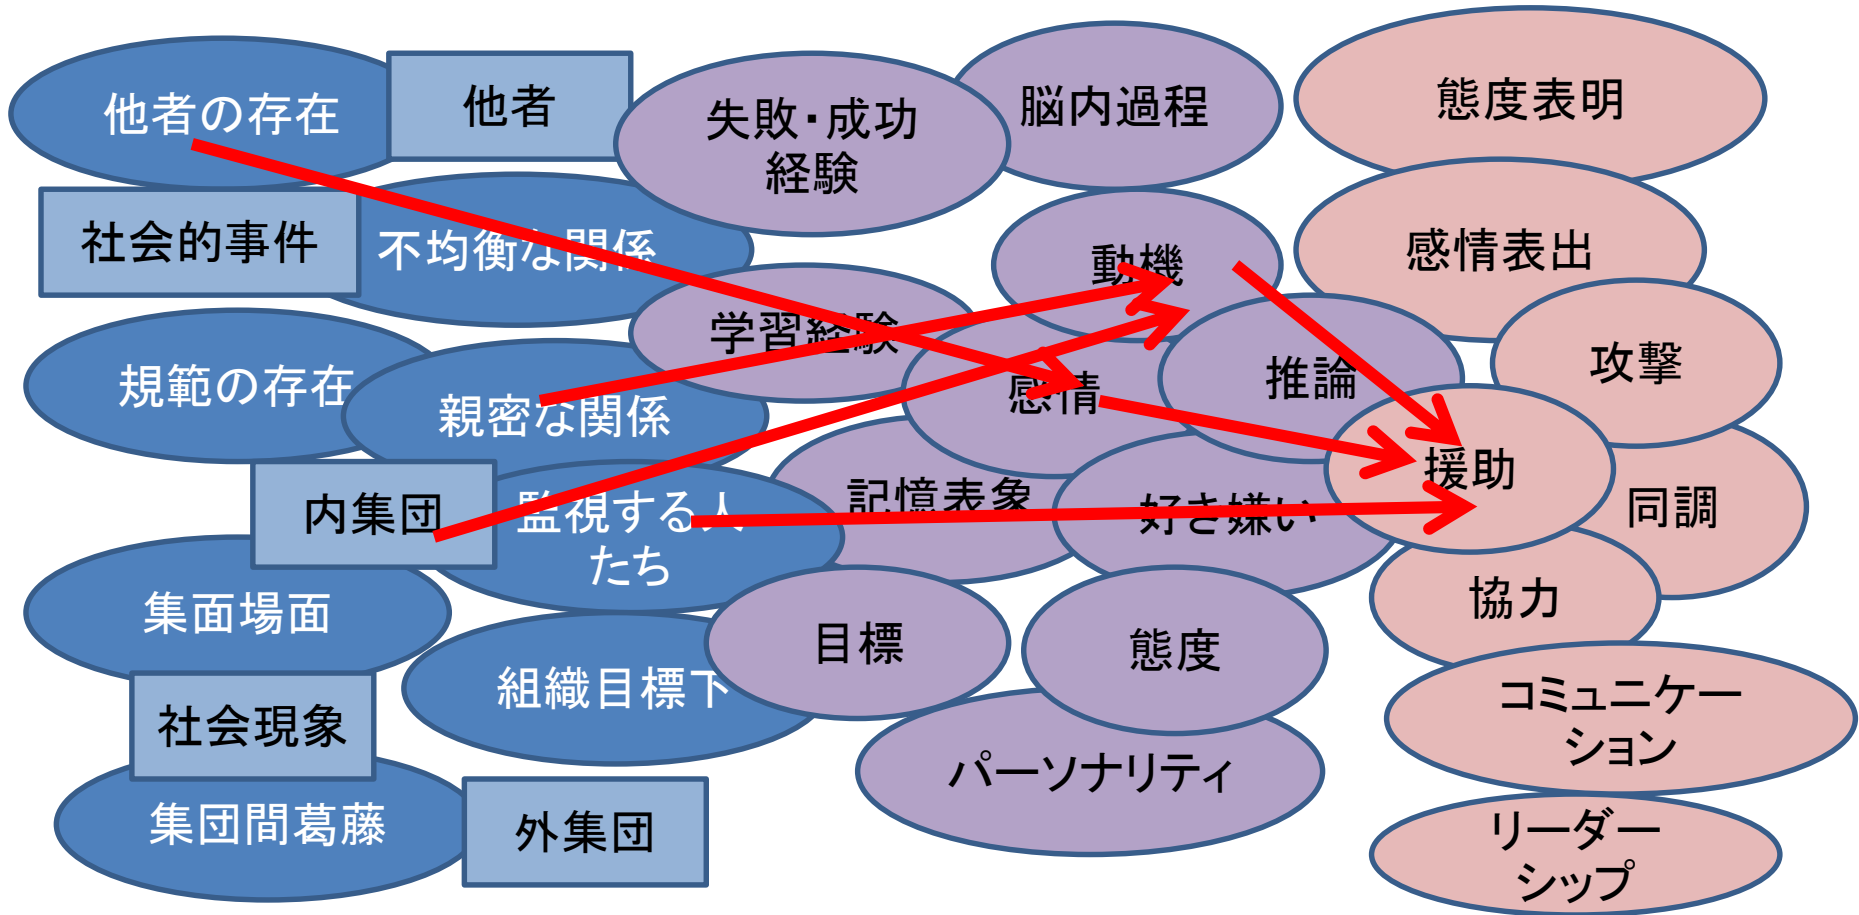 他者の存在
他者
失敗・成功
経験
脳内過程
態度表明
社会的事件
不均衡な関係
動機
感情表出
規範の存在
親密な関係
学習経験
感情
推論
攻撃
内集団
監視する人
たち
記憶表象
好き嫌い
援助
同調
集面場面
組織目標下
目標
態度
協力
社会現象
パーソナリティ
コミュニケー
ション
集団間葛藤
外集団
リーダー
シップ